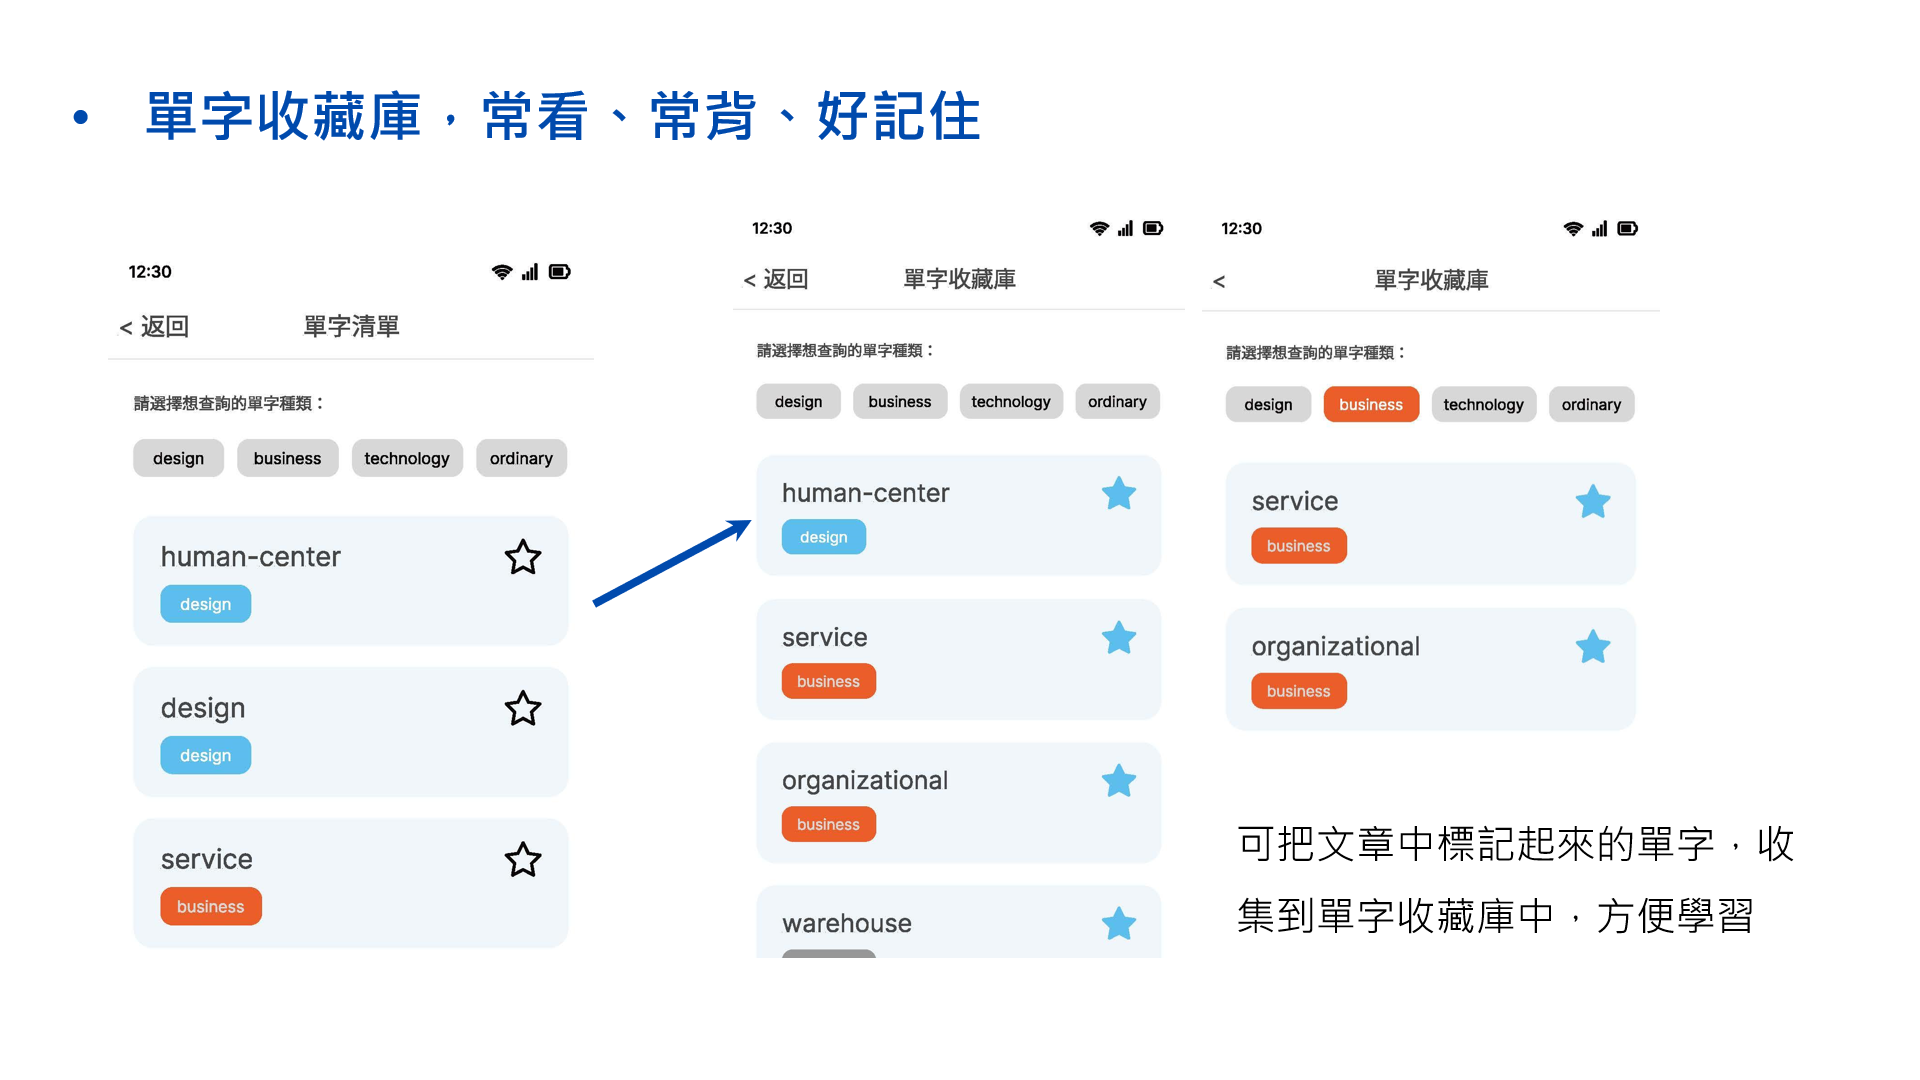 • 單字收藏庫，常看、常背、好記住
12:30
< 返回 單字清單
請選擇想查詢的單字種類：
design business technology ordinary
human-center
design
design
design
service
business
12:30
< 返回 單字收藏庫
請選擇想查詢的單字種類：
design business technology ordinary
human-center
design
service
business
organizational
business
warehouse
12:30
< 單字收藏庫
請選擇想查詢的單字種類：
design business technology ordinary
service
business
organizational
business
可把文章中標記起來的單字，收
集到單字收藏庫中，方便學習